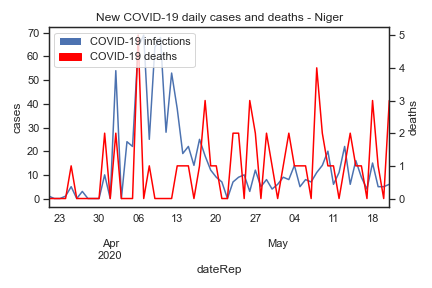 New COVID-19 daily cases and deaths - Niger
COVID-19 infections
COVID-19 deaths
cases
70
60
50
40
30
20
10
0
deaths
5
4
3
2
1
0
23 30 06 13 20 27 04 11 18
Apr May
2020
dateRep